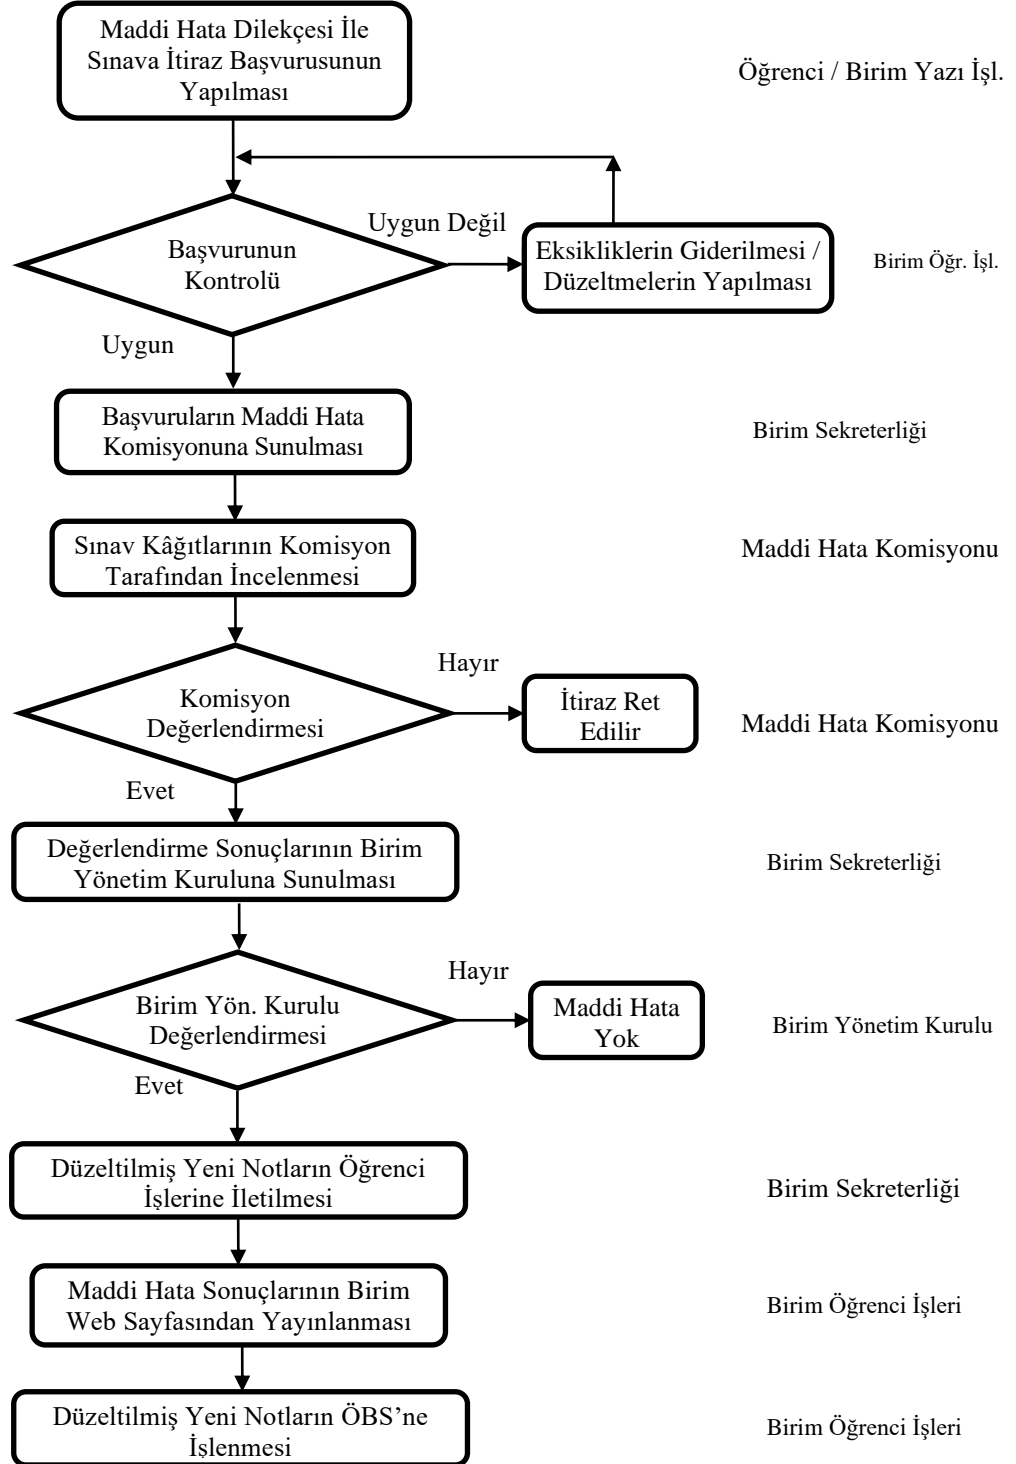 Maddi Hata Dilekçesi İle
Sınava İtiraz Başvurusunun
Yapılması
Öğrenci / Birim Yazı İşl.
Uygun Değil
Başvurunun
Kontrolü
Eksikliklerin Giderilmesi /
Düzeltmelerin Yapılması
Birim Öğr. İşl.
Uygun
Başvuruların Maddi Hata
Komisyonuna Sunulması
Birim Sekreterliği
Sınav Kâğıtlarının Komisyon
Tarafından İncelenmesi
Maddi Hata Komisyonu
Hayır
Komisyon
Değerlendirmesi
İtiraz Ret
Edilir
Maddi Hata Komisyonu
Evet
Değerlendirme Sonuçlarının Birim
Yönetim Kuruluna Sunulması
Birim Sekreterliği
Hayır
Birim Yön. Kurulu
Değerlendirmesi
Maddi Hata
Yok
Birim Yönetim Kurulu
Evet
Düzeltilmiş Yeni Notların Öğrenci
İşlerine İletilmesi
Birim Sekreterliği
Maddi Hata Sonuçlarının Birim
Web Sayfasından Yayınlanması
Birim Öğrenci İşleri
Düzeltilmiş Yeni Notların ÖBS’ne
İşlenmesi
Birim Öğrenci İşleri